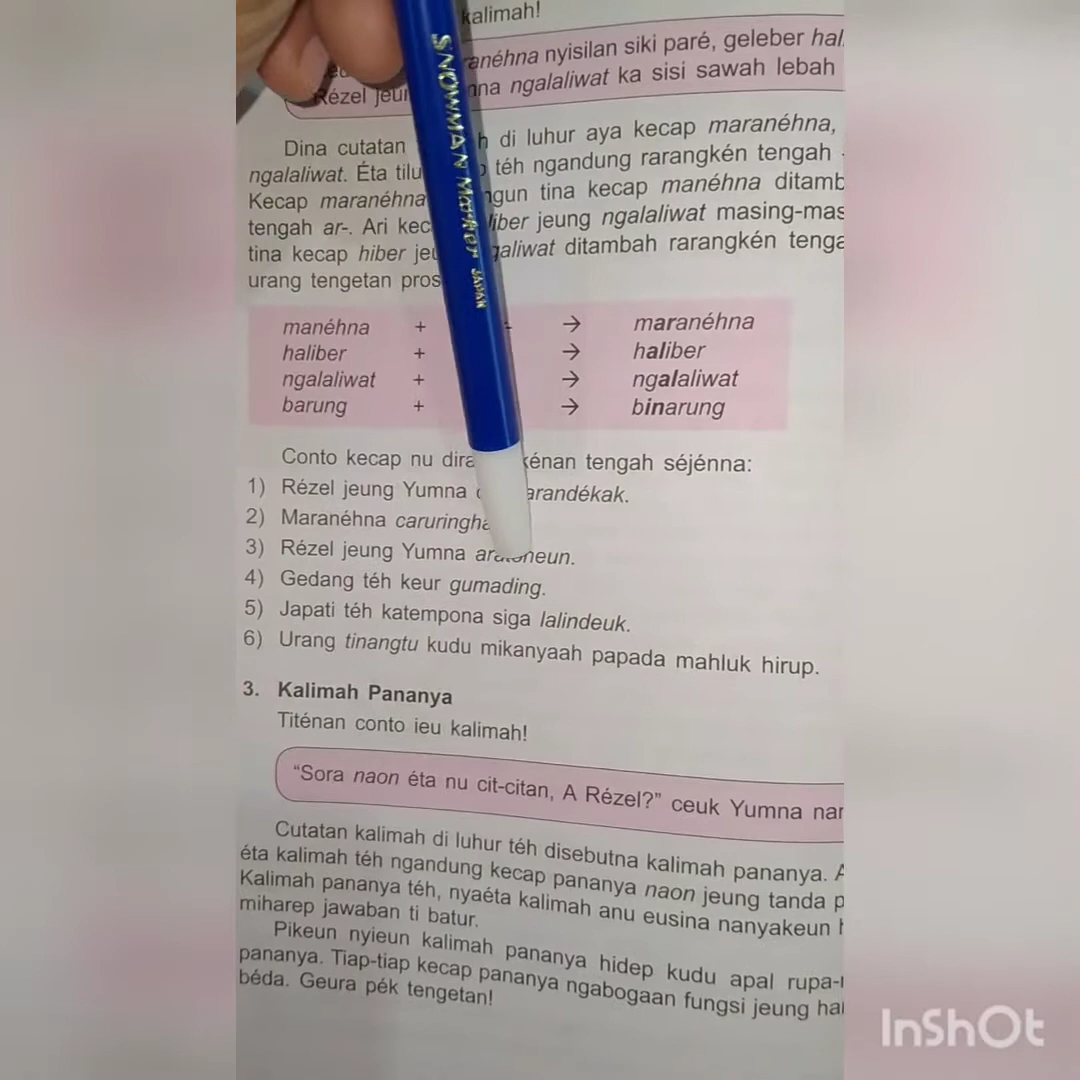 kalimah!
anéhna nyisilan siki paré, geleber hal
Rézel jeu nna ngalaliwat ka sisi sawah lebah
Dina cutatan h di luhur aya kecap maranéhna,
ngalaliwat. Éta tilu téh ngandung rarangkén tengah
Kecap maranéhna ngun tina kecap manéhna ditamb
tengah ar-. Ari kec liber jeung ngalaliwat masing-mas
tina kecap hiber je galiwat ditambah rarangkén tenga
urang tengetan pros
manéhna + → maranéhna
haliber + → haliber
ngalaliwat + → ngalaliwat
barung + → binarung
Conto kecap nu dira kénan tengah séjénna:
1) Rézel jeung Yumna arandékak.
2) Maranéhna caruringha
3) Rézel jeung Yumna ar neun.
4) Gedang téh keur gumading.
5) Japati téh katempona siga lalindeuk.
6) Urang tinangtu kudu mikanyaah papada mahluk hirup.
3. Kalimah Pananya
Titénan conto ieu kalimah!
“Sora naon éta nu cit-citan, A Rézel?” ceuk Yumna nar
Cutatan kalimah di luhur téh disebutna kalimah pananya. A
éta kalimah téh ngandung kecap pananya naon jeung tanda p
Kalimah pananya téh, nyaéta kalimah anu eusina nanyakeun h
miharep jawaban ti batur.
Pikeun nyieun kalimah pananya hidep kudu apal rupa-r
pananya. Tiap-tiap kecap pananya ngabogaan fungsi jeung ha
béda. Geura pék tengetan!
SNOWMAN Marker JAPAN
InShOt